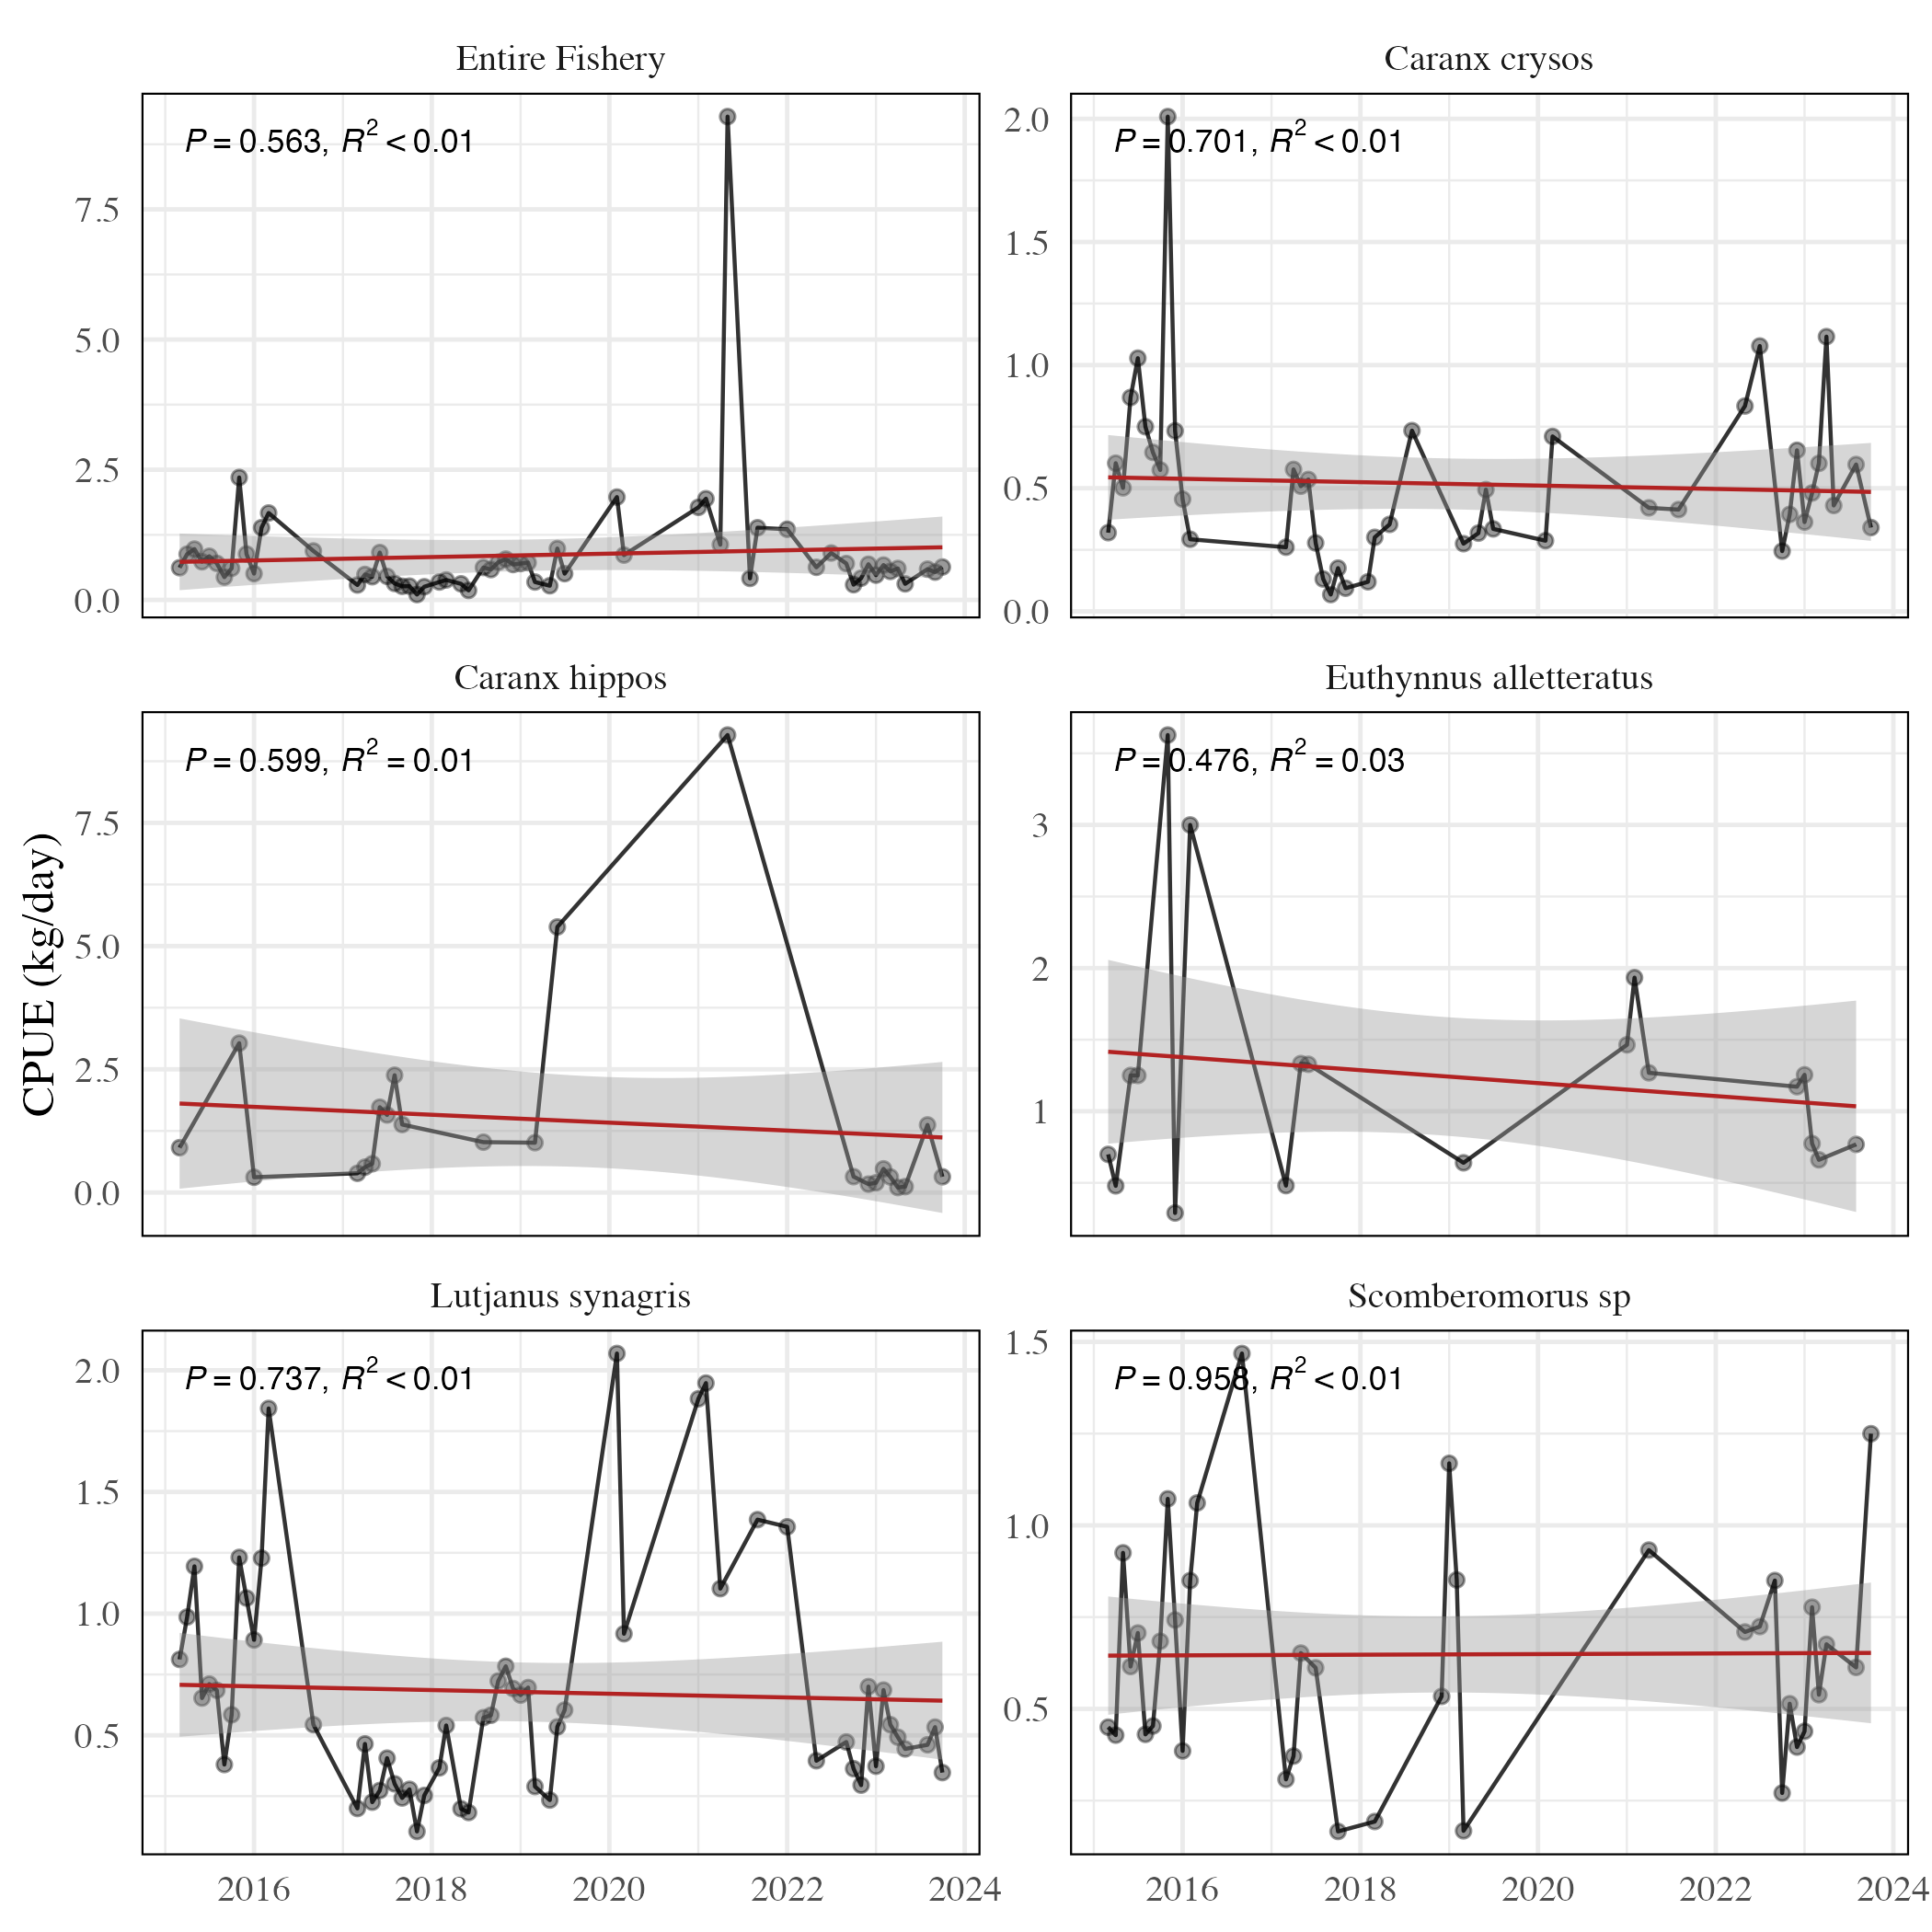 Entire Fishery
P = 0.563, R² < 0.01
7.5
5.0
2.5
0.0
Caranx crysos
P = 0.701, R² < 0.01
2.0
1.5
1.0
0.5
0.0
Caranx hippos
P = 0.599, R² = 0.01
7.5
5.0
2.5
0.0
Euthynnus alletteratus
P = 0.476, R² = 0.03
3
2
1
CPUE (kg/day)
Lutjanus synagris
P = 0.737, R² < 0.01
2.0
1.5
1.0
0.5
2016 2018 2020 2022 2024
Scomberomorus sp
P = 0.958, R² < 0.01
1.5
1.0
0.5
2016 2018 2020 2022 2024